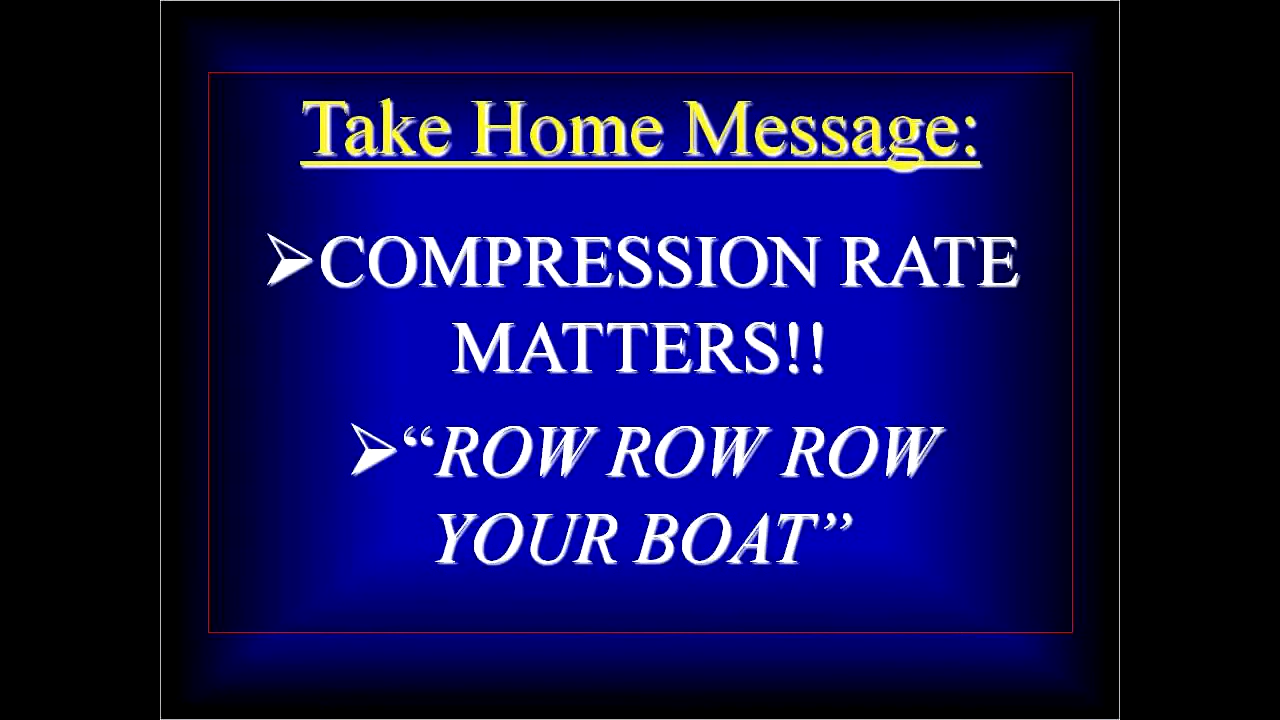 Take Home Message:
➢COMPRESSION RATE
MATTERS!!
➢“ROW ROW ROW
YOUR BOAT”